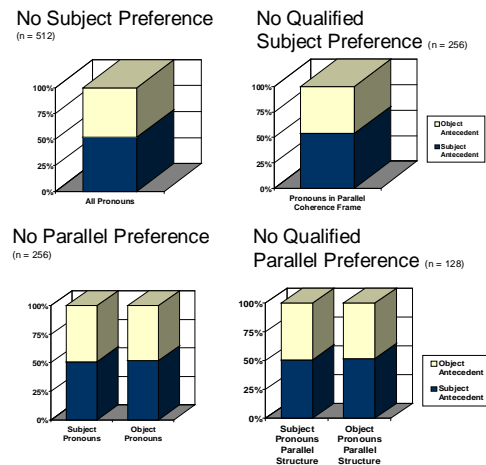 No Subject Preference
(n = 512)
100%
75%
50%
25%
0%
All Pronouns
No Qualified
Subject Preference (n = 256)
100%
75%
50%
25%
0%
Pronouns in Parallel
Coherence Frame
Object
Antecedent
Subject
Antecedent
No Parallel Preference
(n = 256)
100%
75%
50%
25%
0%
Subject
Pronouns
Object
Pronouns
No Qualified
Parallel Preference (n = 128)
100%
75%
50%
25%
0%
Subject
Pronouns
Parallel
Structure
Object
Pronouns
Parallel
Structure
Object
Antecedent
Subject
Antecedent